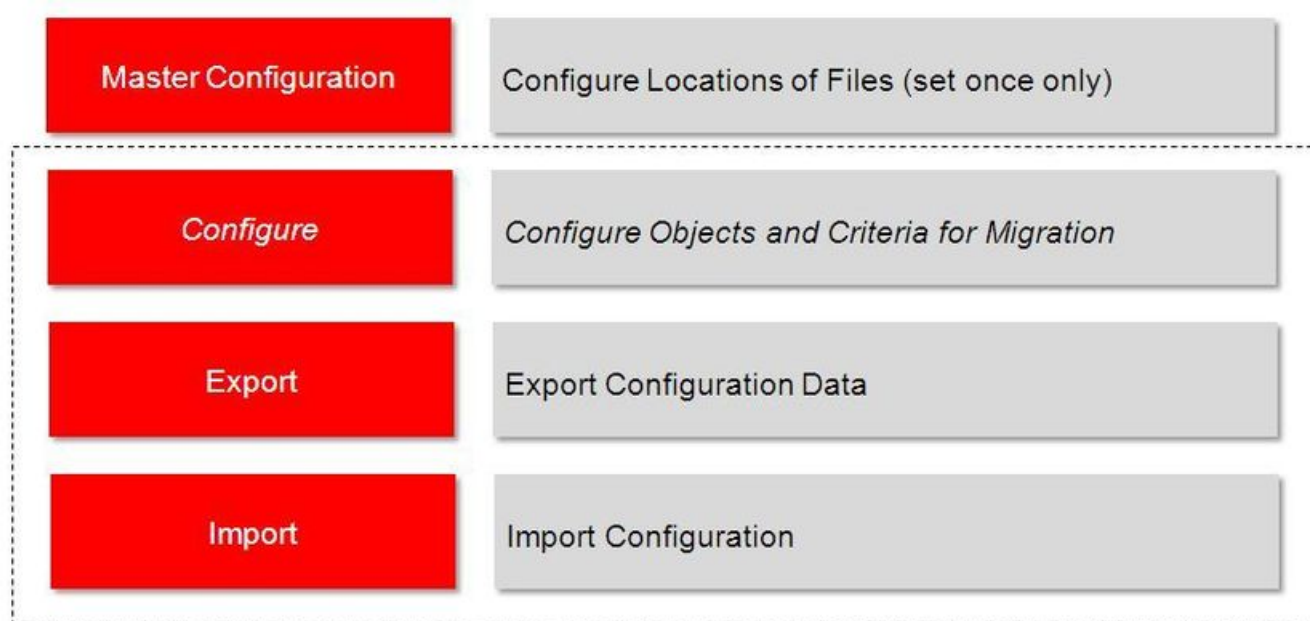 Master Configuration
Configure Locations of Files (set once only)
Configure
Configure Objects and Criteria for Migration
Export
Export Configuration Data
Import
Import Configuration